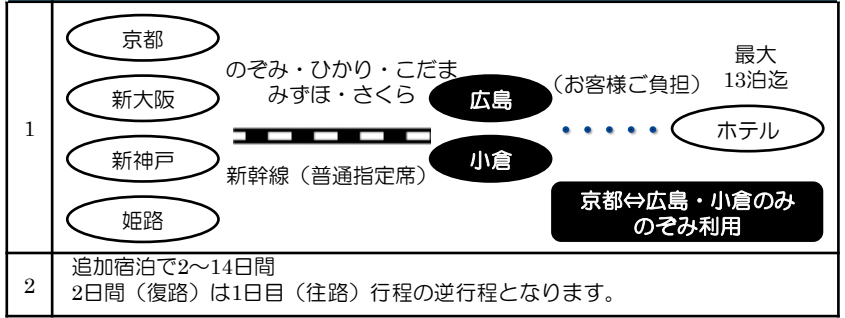 1
京都
新大阪
新神戸
姫路
のぞみ・ひかり・こだま
みずほ・さくら
新幹線（普通指定席）
広島
小倉
（お客様ご負担）
最大
13泊迄
ホテル
京都⇔広島・小倉のみ
のぞみ利用
2
追加宿泊で2～14日間
2日間（復路）は1日目（往路）行程の逆行程となります。